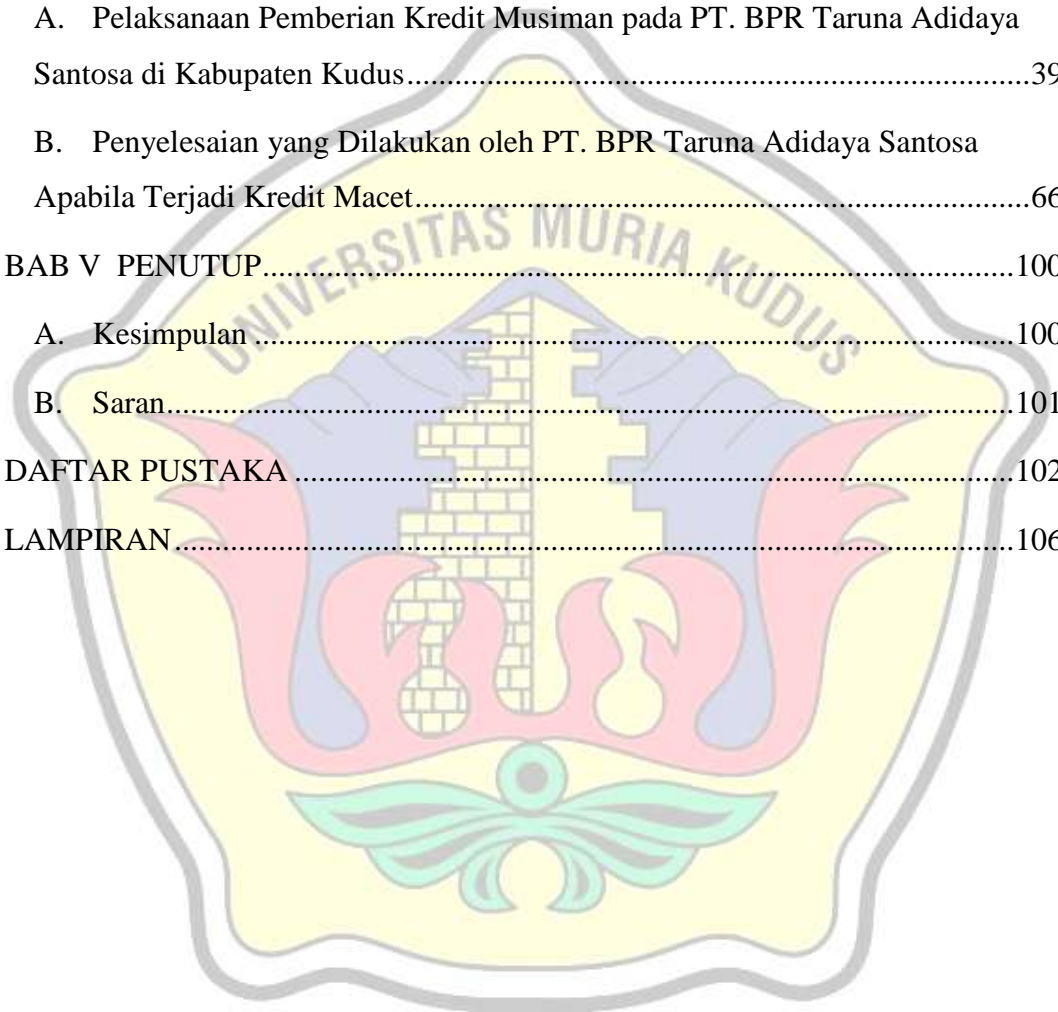 A. Pelaksanaan Pemberian Kredit Musiman pada PT. BPR Taruna Adidaya
Santosa di Kabupaten Kudus....................................................................................39
B. Penyelesaian yang Dilakukan oleh PT. BPR Taruna Adidaya Santosa
Apabila Terjadi Kredit Macet....................................................................................66
BAB V PENUTUP....................................................................................100
A. Kesimpulan ....................................................................................100
B. Saran....................................................................................101
DAFTAR PUSTAKA ....................................................................................102
LAMPIRAN ....................................................................................106
UNIVERSITAS MURIA KUDUS